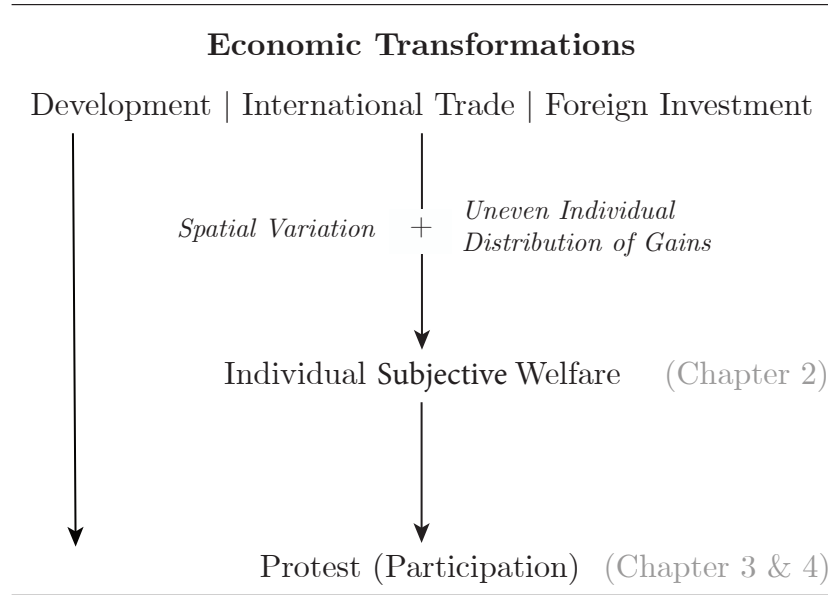 Economic Transformations
Development | International Trade | Foreign Investment
Spatial Variation + Uneven Individual
Distribution of Gains
Individual Subjective Welfare (Chapter 2)
Protest (Participation) (Chapter 3 & 4)